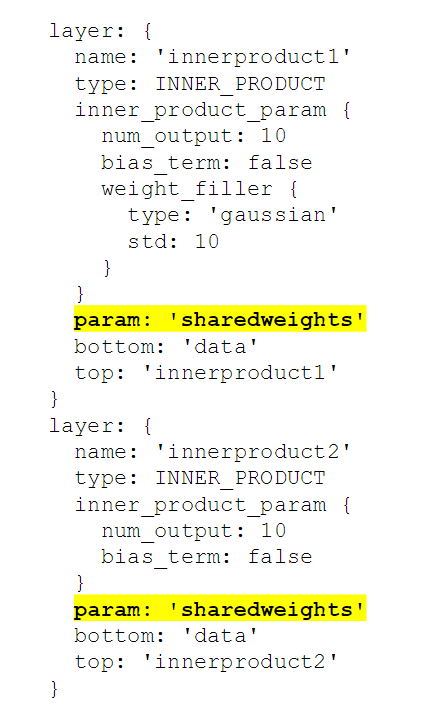 layer: {
  name: 'innerproduct1'
  type: INNER_PRODUCT
  inner_product_param {
    num_output: 10
    bias_term: false
    weight_filler {
      type: 'gaussian'
      std: 10
    }
  }
  param: 'sharedweights'
  bottom: 'data'
  top: 'innerproduct1'
}
layer: {
  name: 'innerproduct2'
  type: INNER_PRODUCT
  inner_product_param {
    num_output: 10
    bias_term: false
  }
  param: 'sharedweights'
  bottom: 'data'
  top: 'innerproduct2'
}